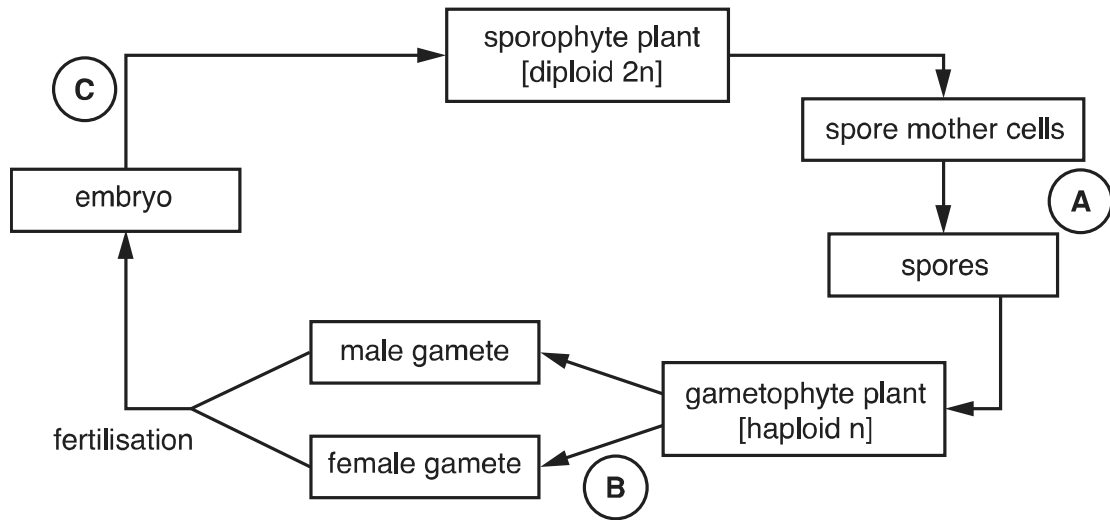 sporophyte plant
[diploid 2n]
C
spore mother cells
embryo
A
spores
male gamete
gametophyte plant
[haploid n]
fertilisation
female gamete
B